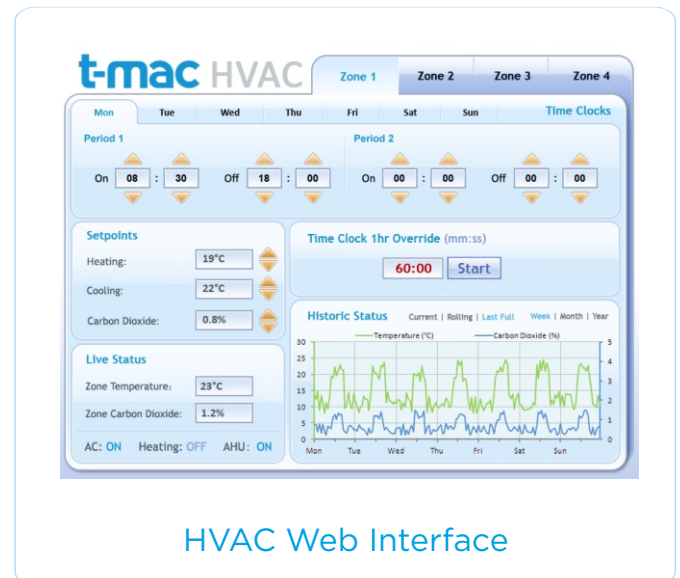 t-mac HVAC
Zone 1 Zone 2 Zone 3 Zone 4
Mon Tue Wed Thu Fri Sat Sun Time Clocks
Period 1 Period 2
On 08 : 30 Off 18 : 00 On 00 : 00 Off 00 : 00
Setpoints
Heating: 19°C
Cooling: 22°C
Carbon Dioxide: 0.8%
Time Clock 1hr Override (mm:ss)
60:00 Start
Live Status
Zone Temperature: 23°C
Zone Carbon Dioxide: 1.2%
AC: ON Heating: OFF AHU: ON
Historic Status Current | Rolling | Last Full Week | Month | Year
Temperature (°C) Carbon Dioxide (%)
30 5
25
20 4
15 3
10 2
5 1
0 0
Mon Tue Wed Thu Fri Sat Sun
HVAC Web Interface